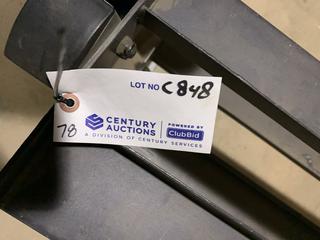 LOT NO C848
78
CENTURY
AUCTIONS
A DIVISION OF CENTURY SERVICES
POWERED BY
ClubBid